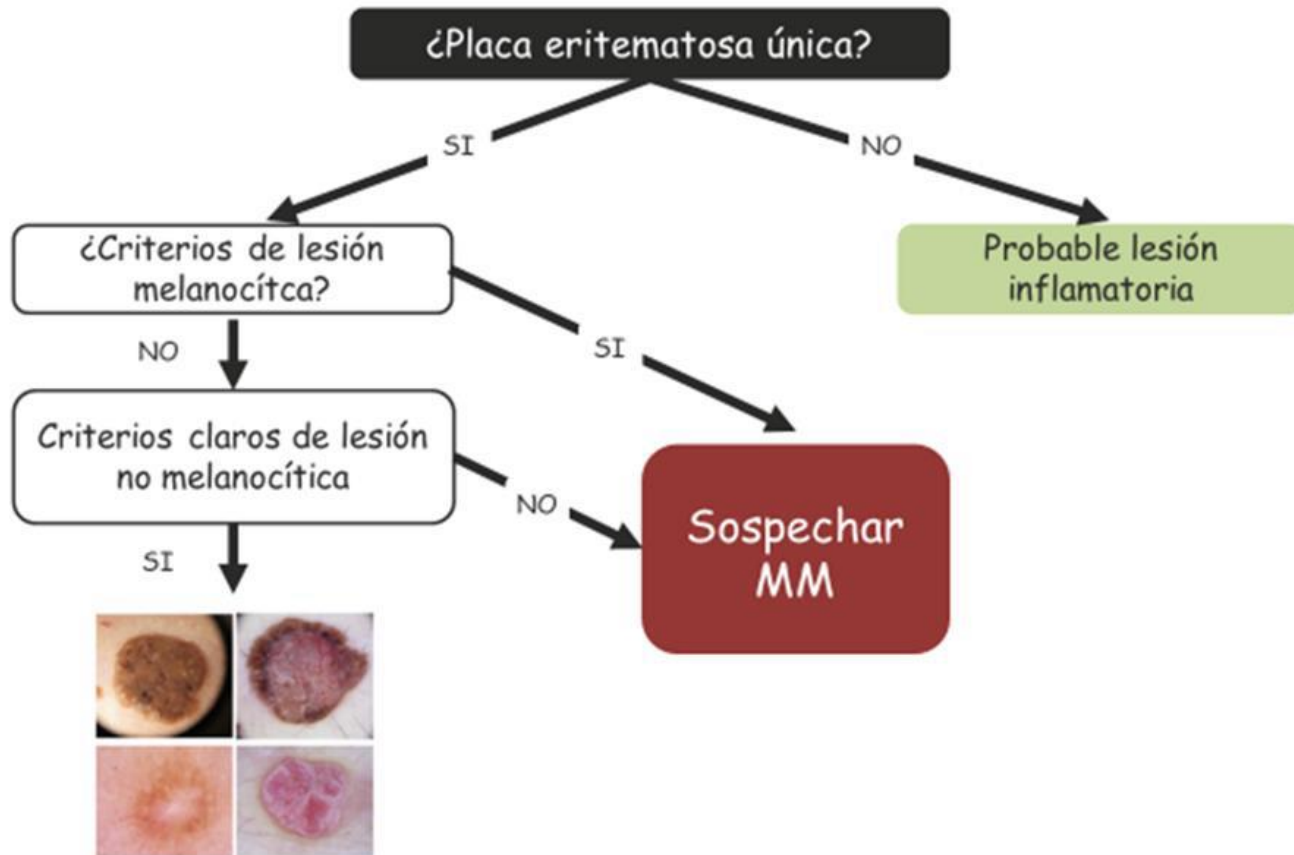 ¿Placa eritematosa única?
SI
NO
¿Criterios de lesión
melanocítca?
Probable lesión
inflamatoria
NO
SI
Criterios claros de lesión
no melanocítica
NO
Sospechar
MM
SI